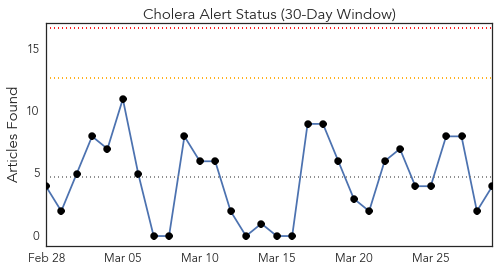 Cholera Alert Status (30-Day Window)
Articles Found
15
10
5
0
Feb 28 Mar 05 Mar 10 Mar 15 Mar 20 Mar 25